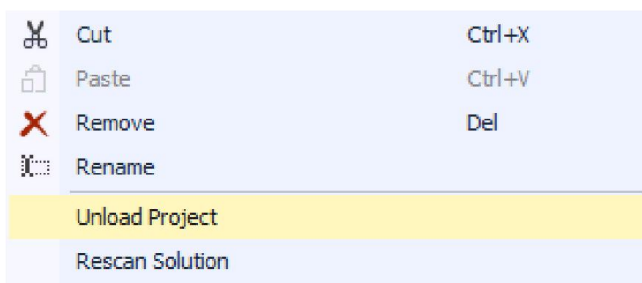 Cut Ctrl+X
Paste Ctrl+V
Remove Del
Rename
Unload Project
Rescan Solution